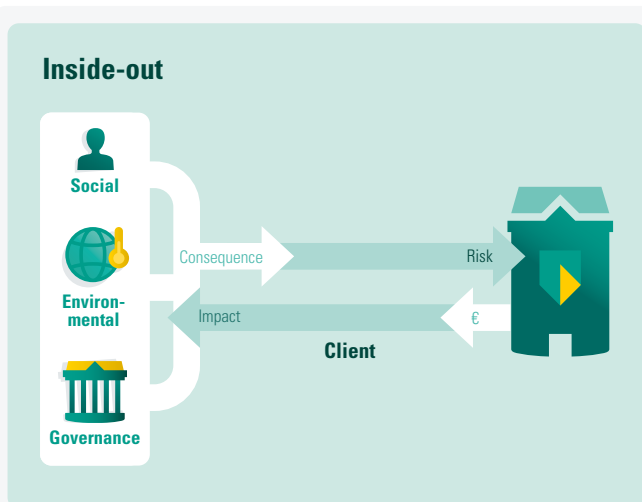 Inside-out
Social
Environ-
mental
Governance
Consequence
Risk
Impact
€
Client